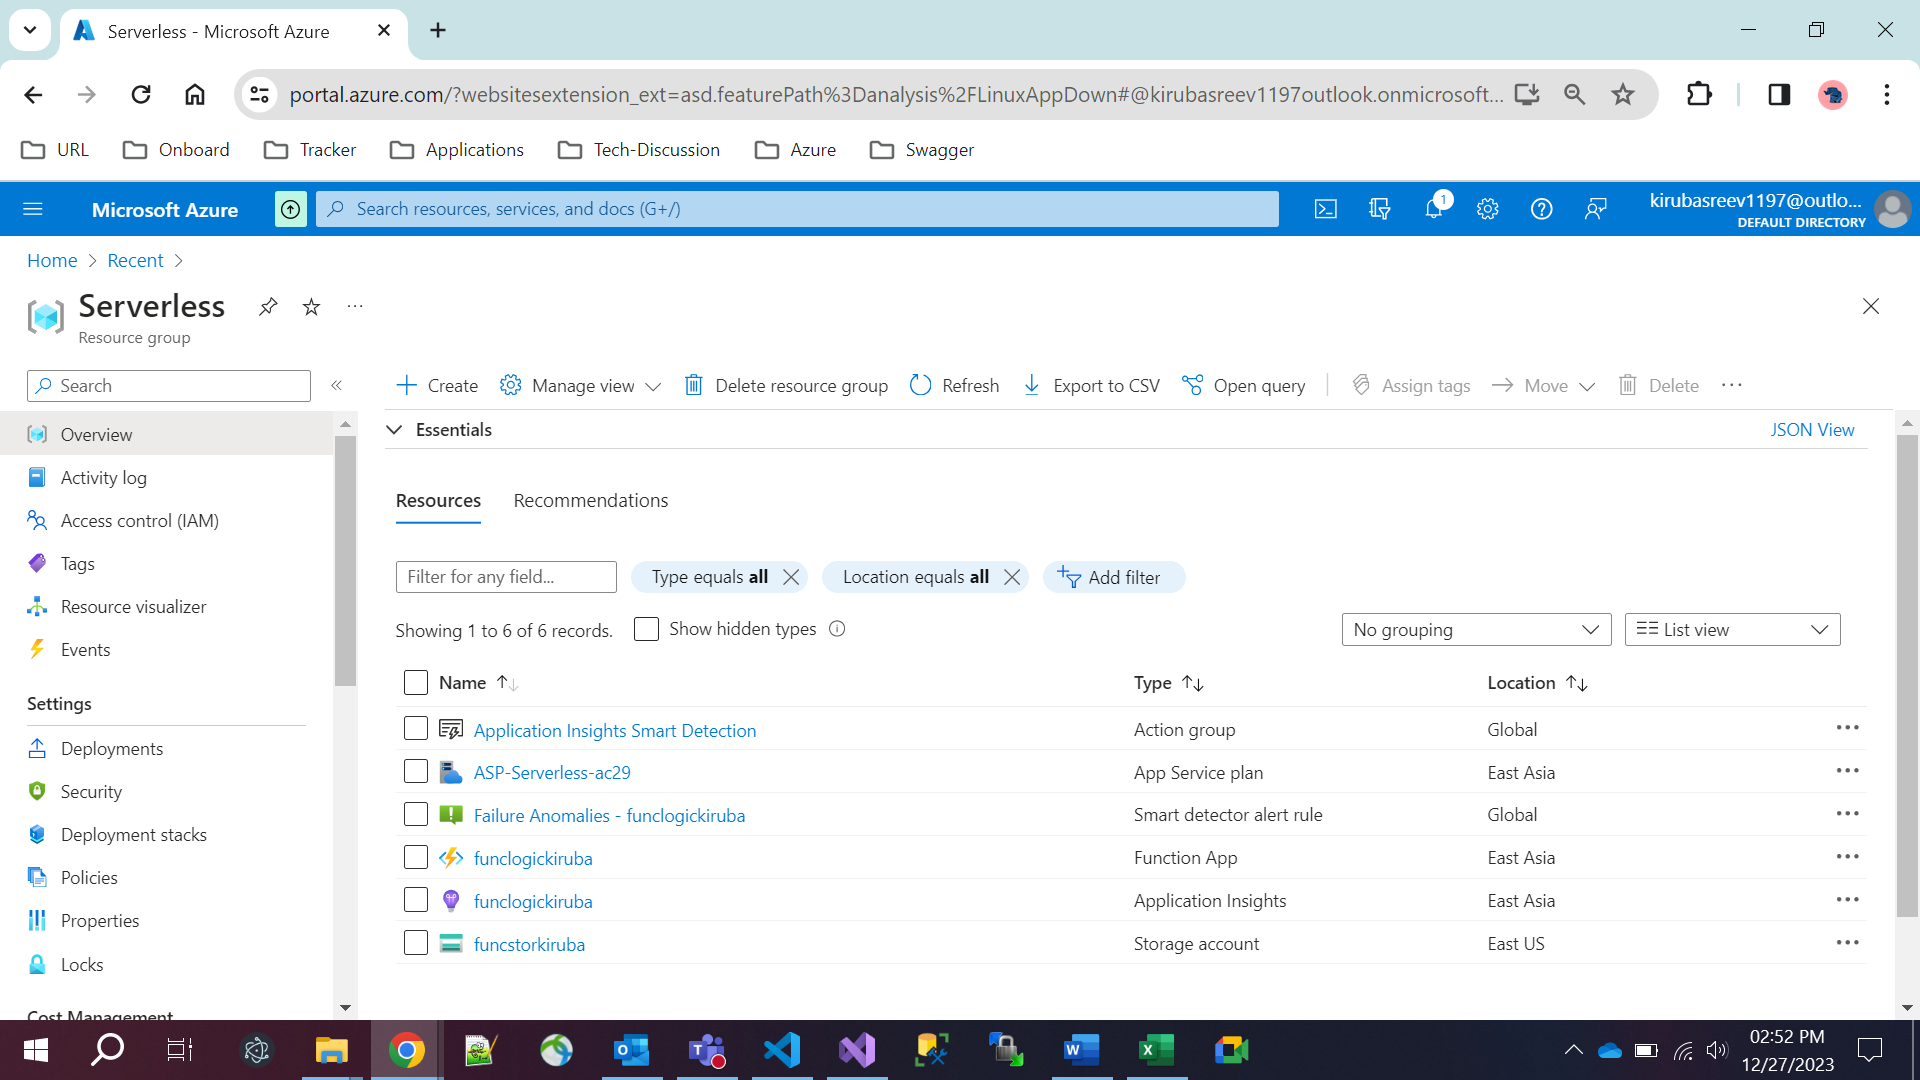 Serverless - Microsoft Azure
portal.azure.com/?websitesextension_ext=asd.featurePath%3Danalysis%2FLinuxAppDown#@kirubasreev1197outlook.onmicrosoft...
URL Onboard Tracker Applications Tech-Discussion Azure Swagger
Microsoft Azure
Search resources, services, and docs (G+/)
1
kirubasreev1197@outlo...
DEFAULT DIRECTORY
Home > Recent >
Serverless
Resource group
Search
Create Manage view Delete resource group Refresh Export to CSV Open query Assign tags Move Delete
Overview
Activity log
Access control (IAM)
Tags
Resource visualizer
Events
Settings
Deployments
Security
Deployment stacks
Policies
Properties
Locks
Cost Management
Essentials
JSON View
Resources Recommendations
Filter for any field...
Type equals all
Location equals all
Add filter
Showing 1 to 6 of 6 records.
Show hidden types
No grouping
List view
Name Type Location
Application Insights Smart Detection Action group Global
ASP-Serverless-ac29 App Service plan East Asia
Failure Anomalies - funclogickiruba Smart detector alert rule Global
funclogickiruba Function App East Asia
funclogickiruba Application Insights East Asia
funcstorkiruba Storage account East US
02:52 PM
12/27/2023